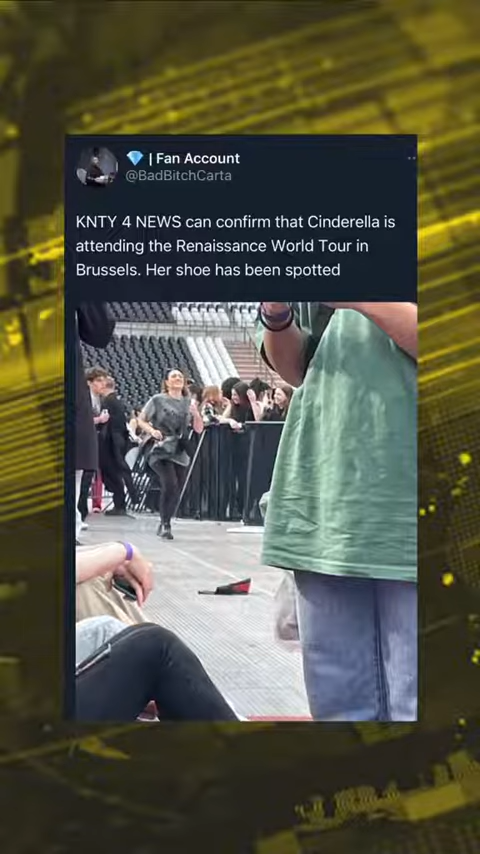 💎 | Fan Account
@BadBitchCarta
KNTY 4 NEWS can confirm that Cinderella is
attending the Renaissance World Tour in
Brussels. Her shoe has been spotted